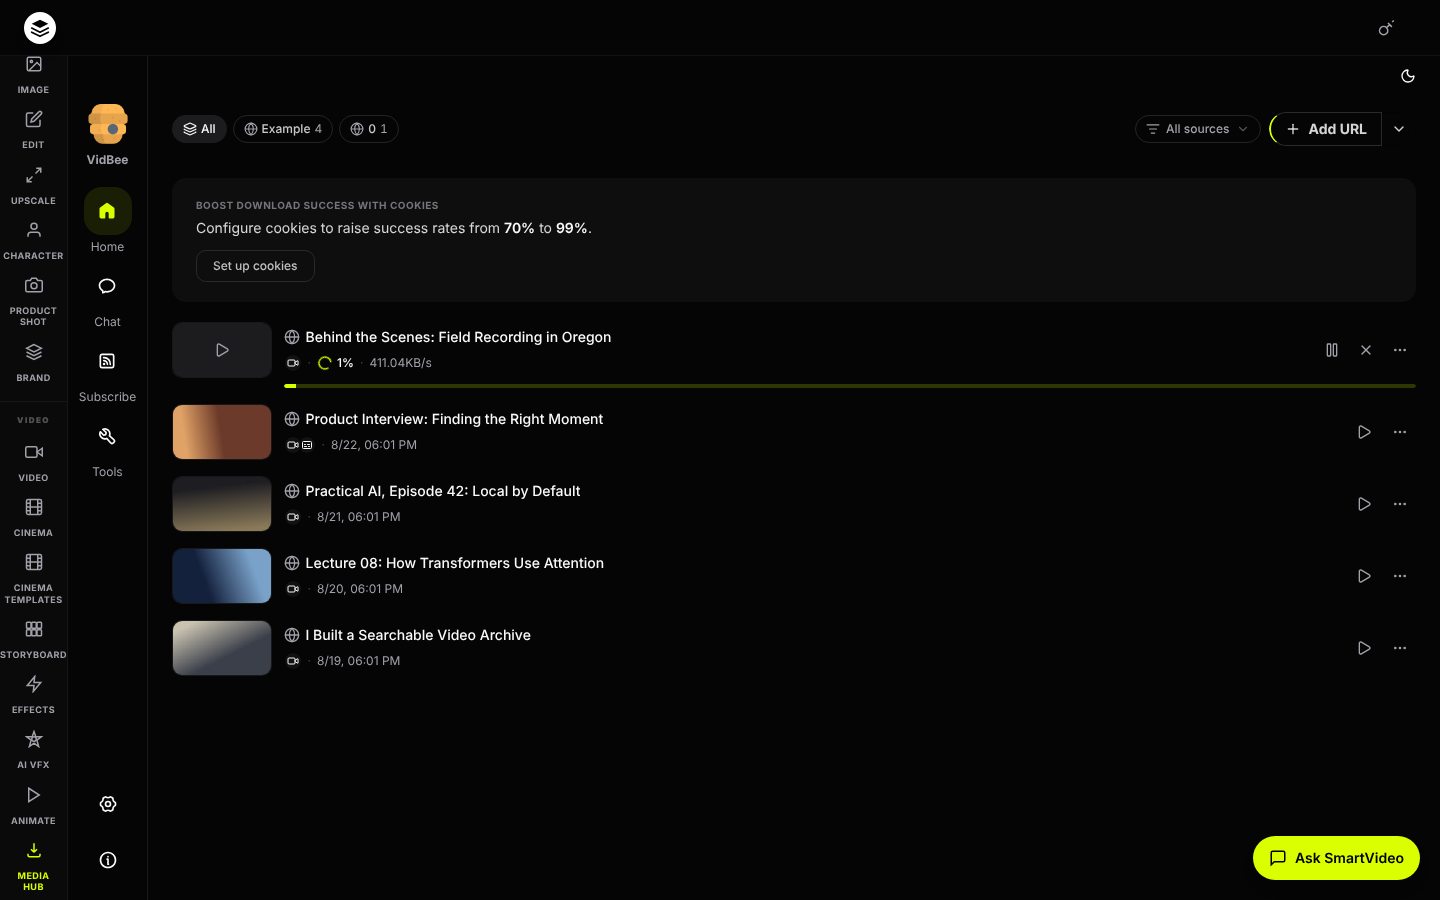 IMAGE
EDIT
UPSCALE
CHARACTER
PRODUCT
SHOT
BRAND
VIDEO
VIDEO
CINEMA
CINEMA
TEMPLATES
STORYBOARD
EFFECTS
AI VFX
ANIMATE
MEDIA
HUB
VidBee
Home
Chat
Subscribe
Tools
All
Example 4
0 1
All sources
Add URL
BOOST DOWNLOAD SUCCESS WITH COOKIES
Configure cookies to raise success rates from 70% to 99%.
Set up cookies
Behind the Scenes: Field Recording in Oregon
1% · 411.04KB/s
Product Interview: Finding the Right Moment
· 8/22, 06:01 PM
Practical AI, Episode 42: Local by Default
· 8/21, 06:01 PM
Lecture 08: How Transformers Use Attention
· 8/20, 06:01 PM
I Built a Searchable Video Archive
· 8/19, 06:01 PM
Ask SmartVideo